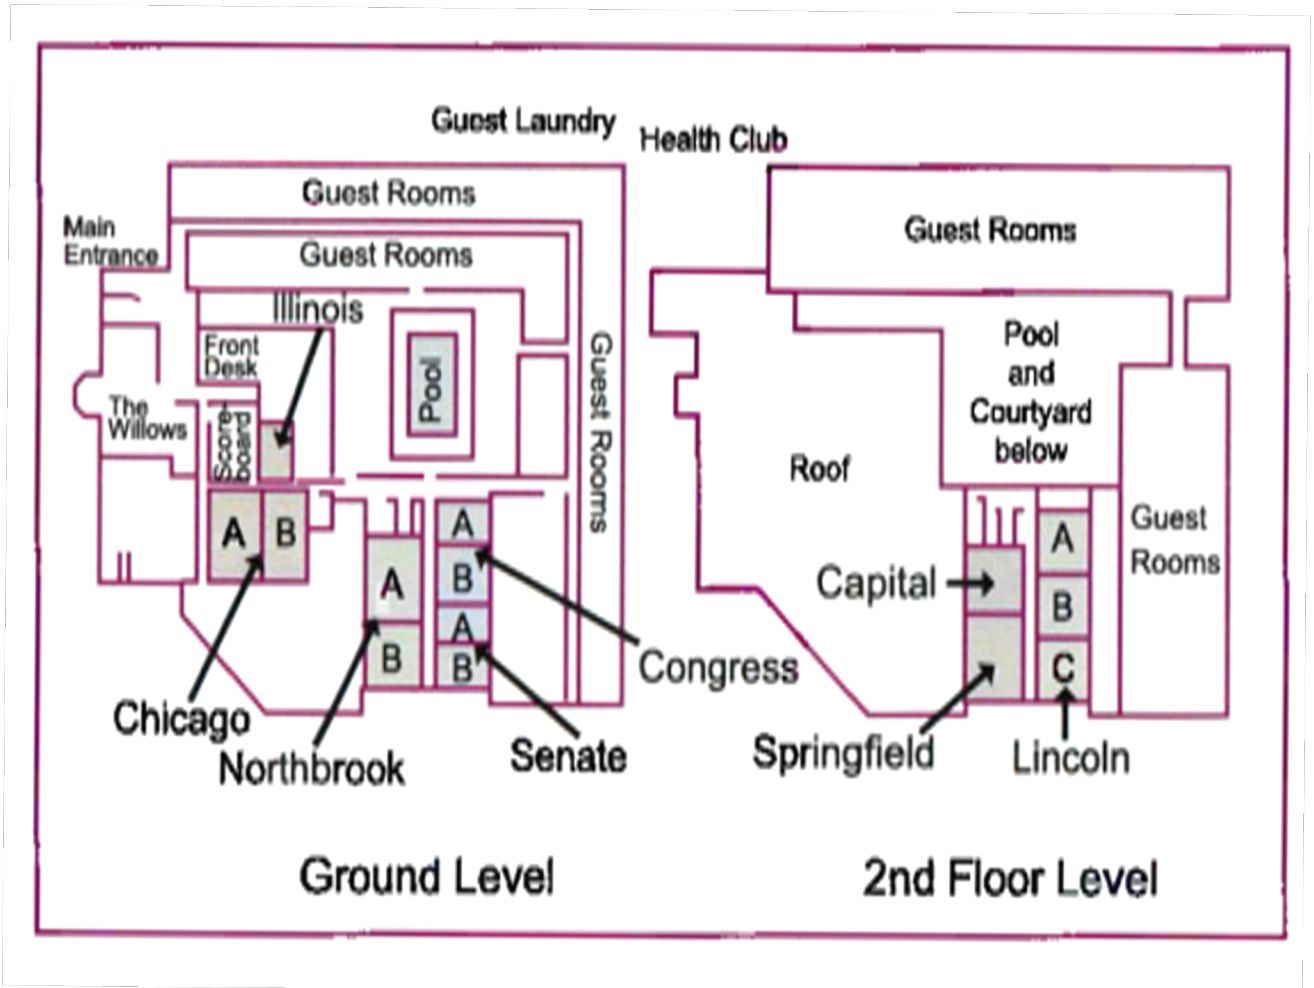 Guest Laundry
Health Club
Guest Rooms
Main
Entrance
Guest Rooms
Illinois
Front
Desk
Pool
Guest Rooms
The
Willows
Score-
board
A
B
A
B
A
B
A
B
Chicago
Northbrook
Senate
Congress
Ground Level
Guest Rooms
Pool
and
Courtyard
below
Roof
Guest
Rooms
A
B
C
Capital
Springfield
Lincoln
2nd Floor Level